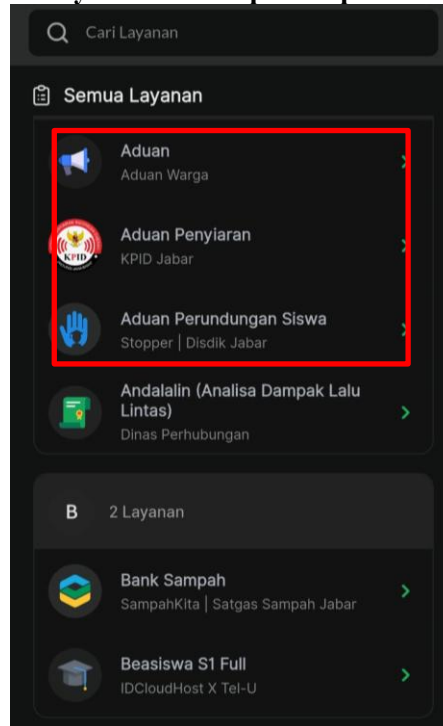 Cari Layanan
Semua Layanan
Aduan
Aduan Warga
KPID
Aduan Penyiaran
KPID Jabar
Aduan Perundungan Siswa
Stopper | Disdik Jabar
Andalalin (Analisa Dampak Lalu
Lintas)
Dinas Perhubungan
B 2 Layanan
Bank Sampah
SampahKita | Satgas Sampah Jabar
Beasiswa S1 Full
IDCloudHost X Tel-U